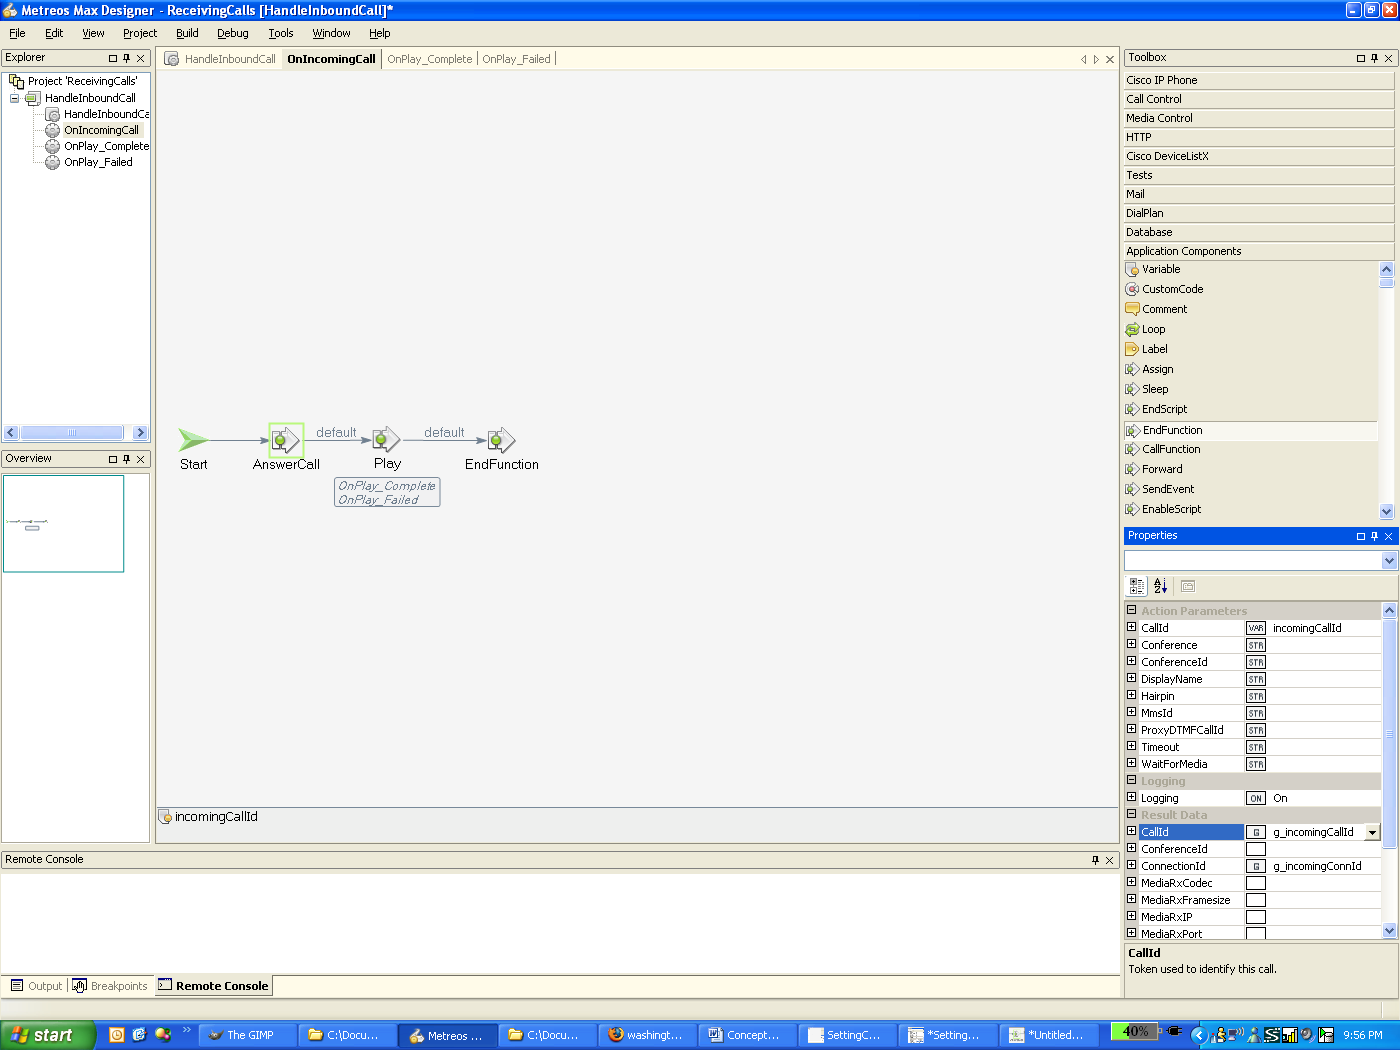 Metreos Max Designer - ReceivingCalls [HandleInboundCall]*
File Edit View Project Build Debug Tools Window Help
Explorer
Project 'ReceivingCalls'
HandleInboundCall
HandleInboundCa
OnIncomingCall
OnPlay_Complete
OnPlay_Failed
Overview
HandleInboundCall OnIncomingCall OnPlay_Complete OnPlay_Failed
default default
Start AnswerCall Play EndFunction
OnPlay_Complete
OnPlay_Failed
incomingCallId
Toolbox
Cisco IP Phone
Call Control
Media Control
HTTP
Cisco DeviceListX
Tests
Mail
DialPlan
Database
Application Components
Variable
CustomCode
Comment
Loop
Label
Assign
Sleep
EndScript
EndFunction
CallFunction
Forward
SendEvent
EnableScript
Properties
Action Parameters
CallId VAR incomingCallId
Conference STR
ConferenceId STR
DisplayName STR
Hairpin STR
MmsId STR
ProxyDTMFCallId STR
Timeout STR
WaitForMedia STR
Logging
Logging ON On
Result Data
CallId G g_incomingCallId
ConferenceId
ConnectionId G g_incomingConnId
MediaRxCodec
MediaRxFramesize
MediaRxIP
MediaRxPort
CallId
Token used to identify this call.
Remote Console
Output Breakpoints Remote Console
start The GIMP C:\Docu... Metreos ... C:\Docu... washingt... Concept... SettingC... *Setting... *Untitled... 40% 9:56 PM